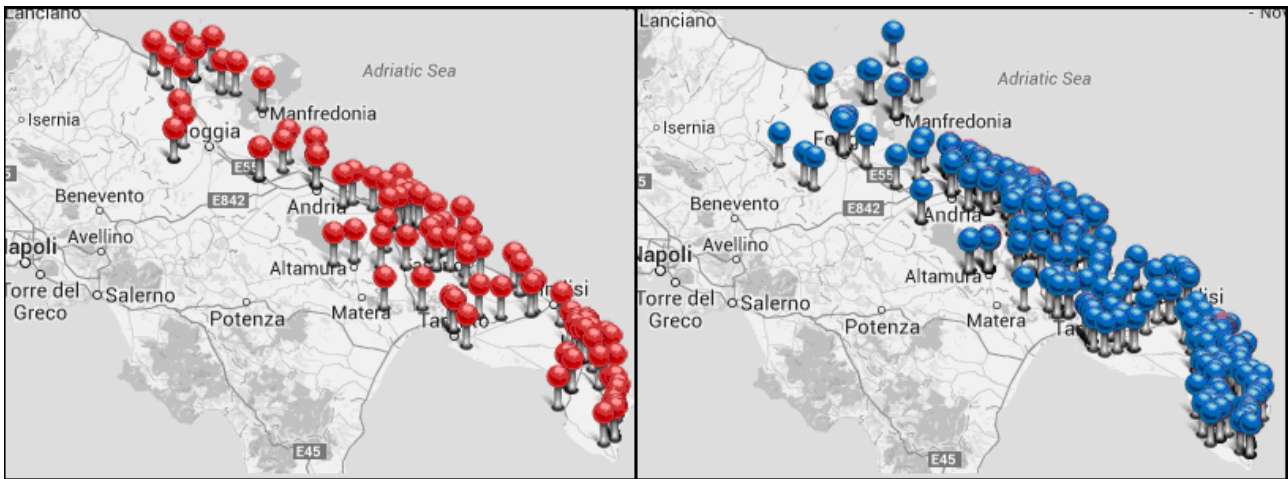 Lanciano
Adriatic Sea
Isernia
Manfredonia
oggia
E55
Benevento
E842
Andria
Avellino
Napoli
Altamura
Torre del
Greco
Salerno
Matera
Potenza
E45
Lanciano
Adriatic Sea
Isernia
Manfredonia
E55
5
Benevento
E842
Andria
Avellino
Napoli
Altamura
Torre del
Greco
Salerno
Matera
Potenza
E45